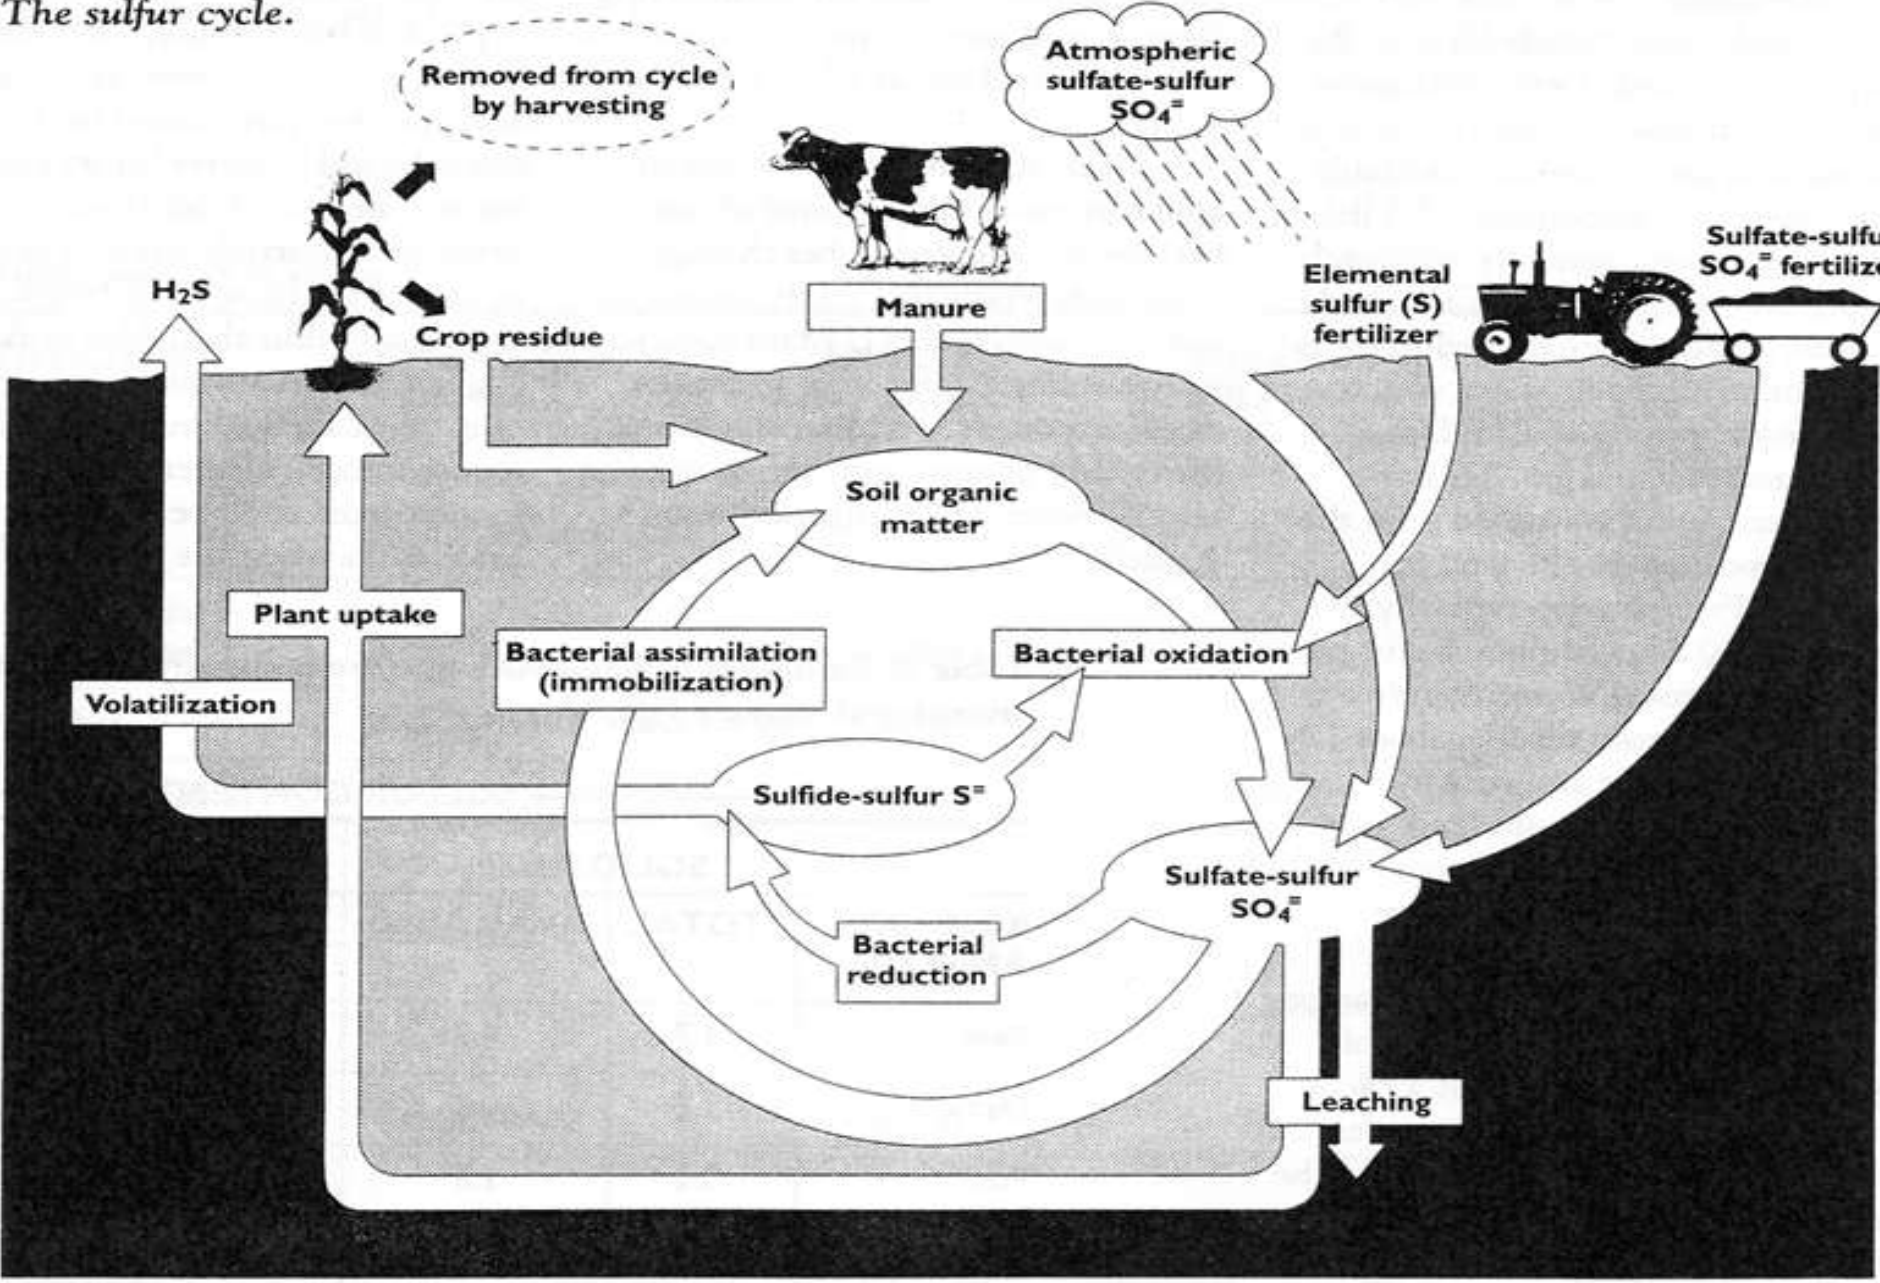 The sulfur cycle.
Removed from cycle
by harvesting
Atmospheric
sulfate-sulfur
SO₄⁼
Sulfate-sulfu
SO₄⁼ fertilize
Elemental
sulfur (S)
fertilizer
H₂S
Manure
Crop residue
Soil organic
matter
Plant uptake
Bacterial assimilation
(immobilization)
Bacterial oxidation
Volatilization
Sulfide-sulfur S⁼
Sulfate-sulfur
SO₄⁼
Bacterial
reduction
Leaching